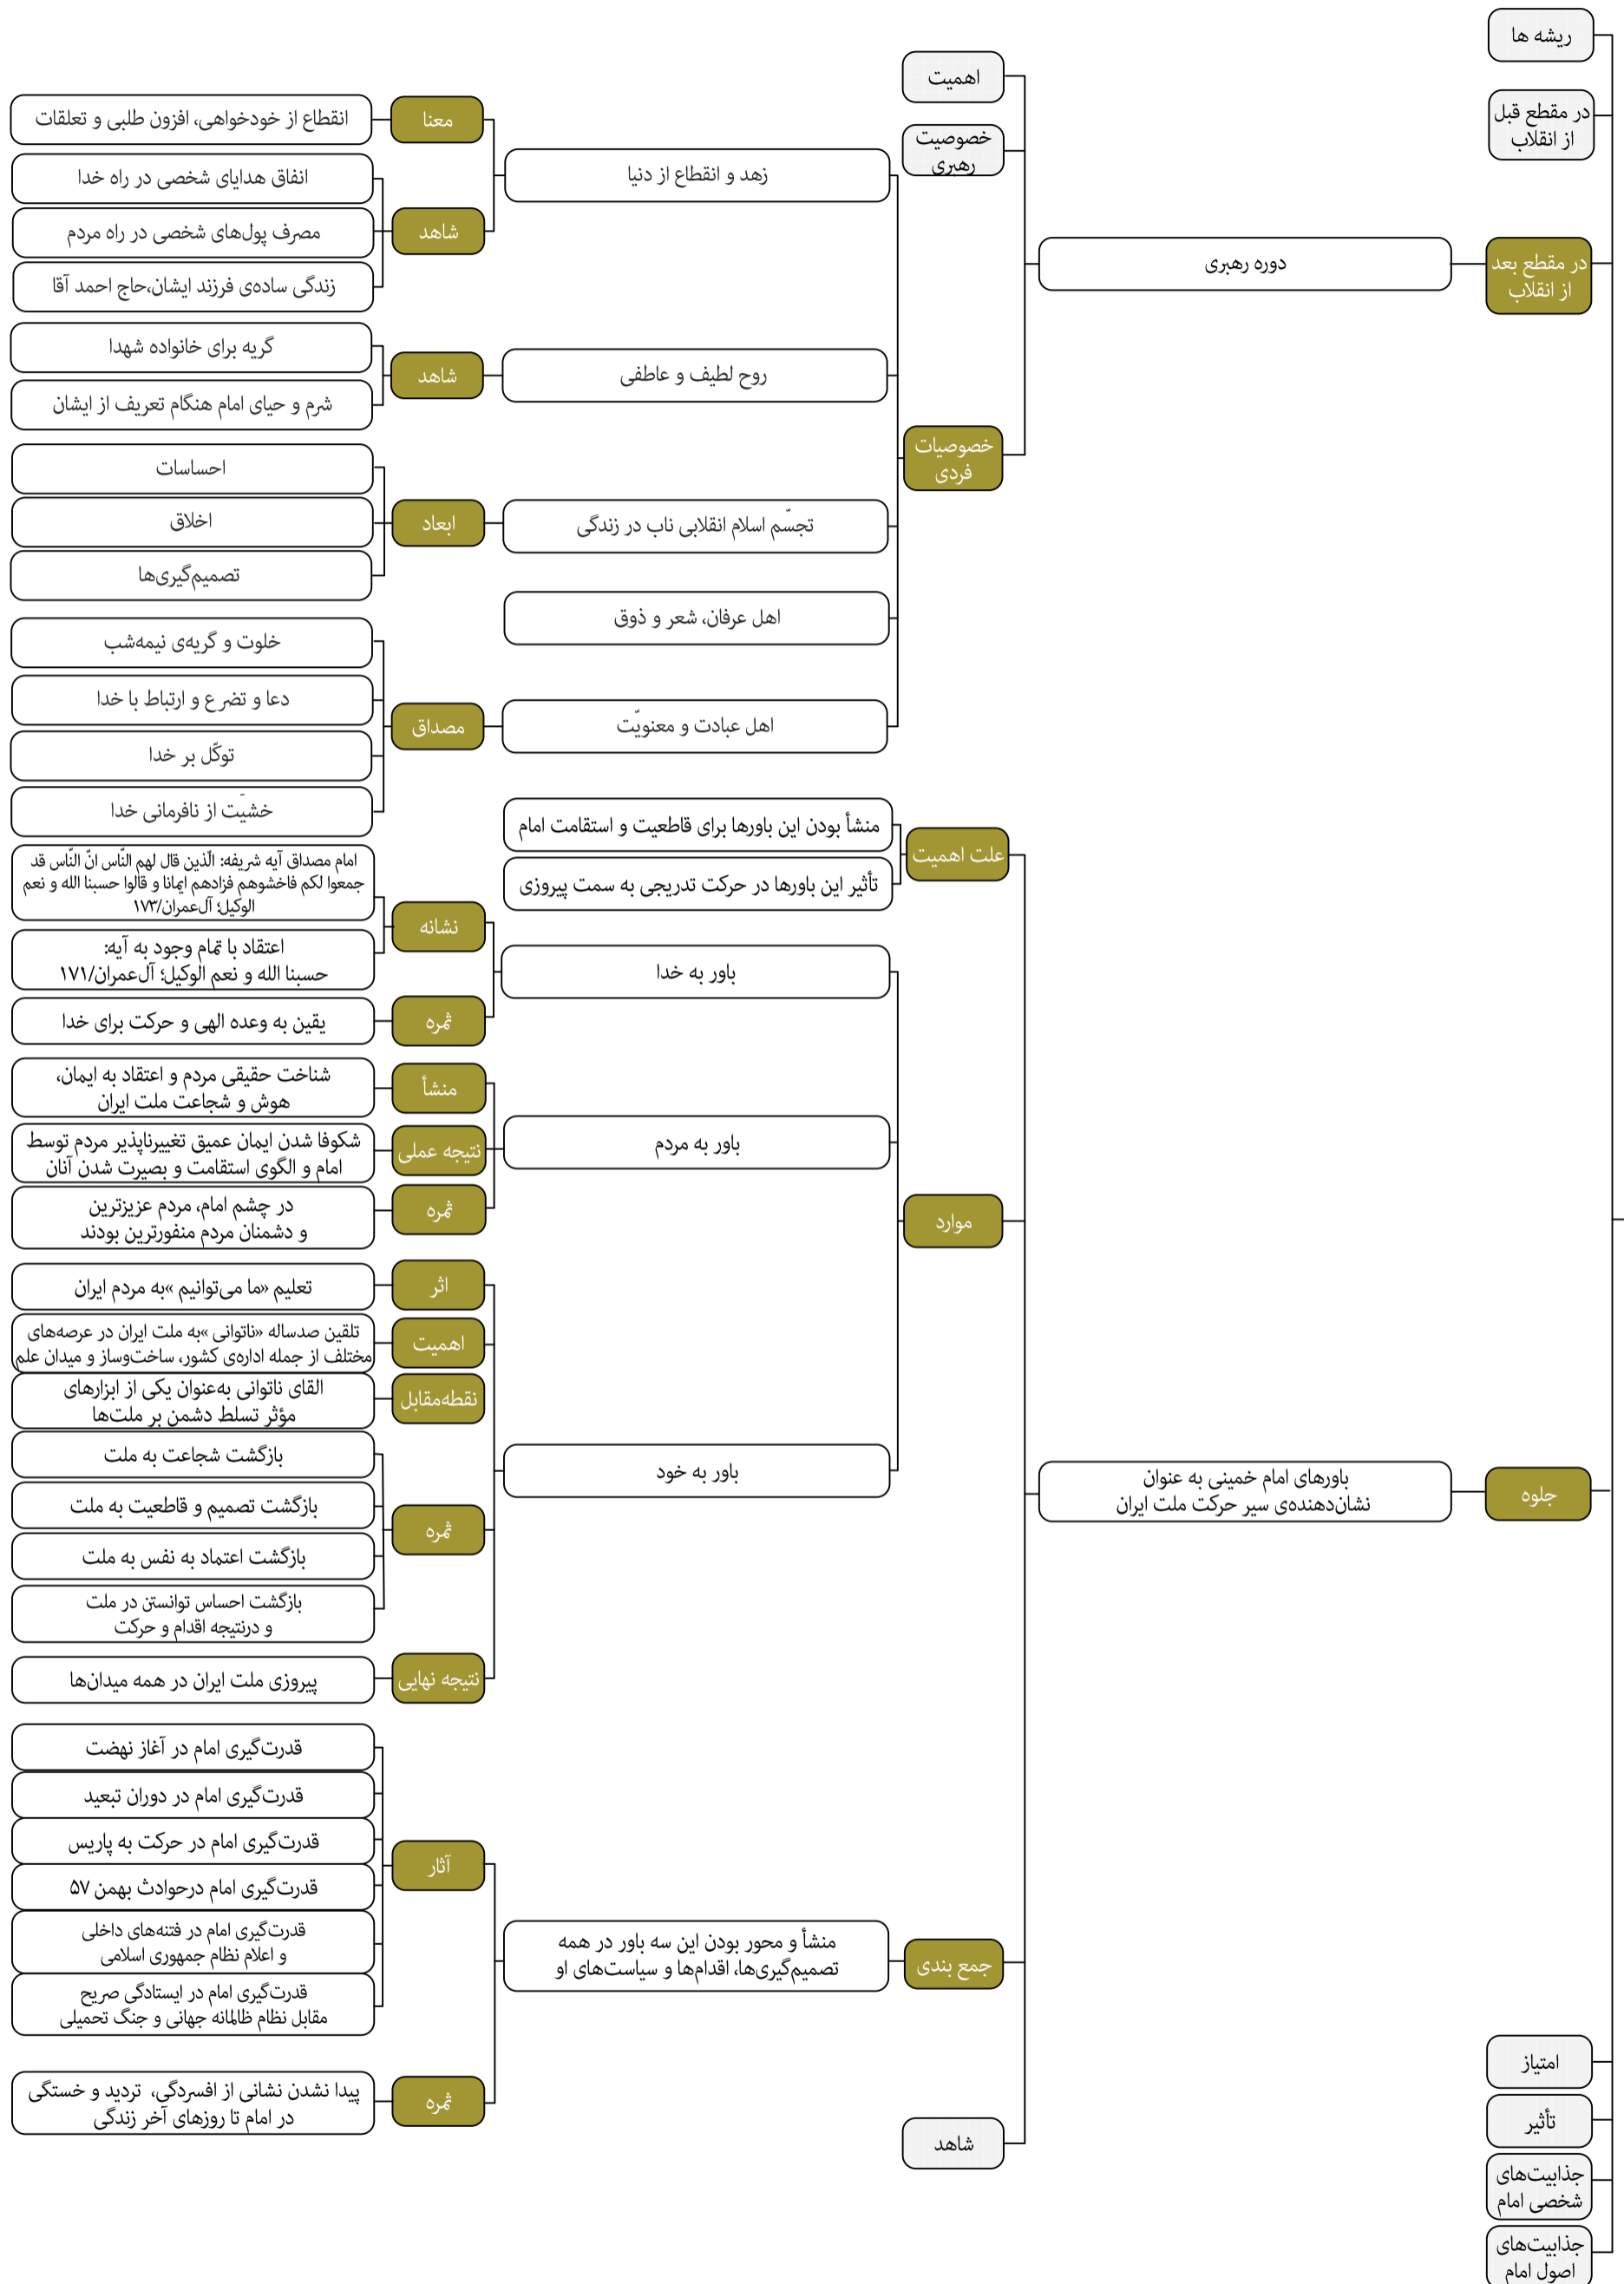 ریشه ها
در مقطع قبل
از انقلاب
در مقطع بعد
از انقلاب
دوره رهبری
اهمیت
خصوصیت
رهبری
خصوصیات
فردی
زهد و انقطاع از دنیا
معنا
انقطاع از خودخواهی، افزون طلبی و تعلقات
شاهد
انفاق هدایای شخصی در راه خدا
مصرف پول‌های شخصی در راه مردم
زندگی ساده‌ی فرزند ایشان،حاج احمد آقا
روح لطیف و عاطفی
شاهد
گریه برای خانواده شهدا
شرم و حیای امام هنگام تعریف از ایشان
تجسّم اسلام انقلابی ناب در زندگی
ابعاد
احساسات
اخلاق
تصمیم‌گیری‌ها
اهل عرفان، شعر و ذوق
اهل عبادت و معنویّت
مصداق
خلوت و گریه‌ی نیمه‌شب
دعا و تضرع و ارتباط با خدا
توکّل بر خدا
خشیَت از نافرمانی خدا
جلوه
باورهای امام خمینی به عنوان
نشان‌دهنده‌ی سیر حرکت ملت ایران
علت اهمیت
منشأ بودن این باورها برای قاطعیت و استقامت امام
تأثیر این باورها در حرکت تدریجی به سمت پیروزی
موارد
باور به خدا
نشانه
امام مصداق آیه شریفه: الّذین قال لهم النّاس انّ النّاس قد
جمعوا لکم فاخشوهم فزادهم ایمانا و قالوا حسبنا الله و نعم
الوکیل؛ آل‌عمران/۱۷۳
اعتقاد با تمام وجود به آیه:
حسبنا الله و نعم الوکیل؛ آل‌عمران/۱۷۱
ثمره
یقین به وعده الهی و حرکت برای خدا
باور به مردم
منشأ
شناخت حقیقی مردم و اعتقاد به ایمان،
هوش و شجاعت ملت ایران
نتیجه عملی
شکوفا شدن ایمان عمیق تغییرناپذیر مردم توسط
امام و الگوی استقامت و بصیرت شدن آنان
ثمره
در چشم امام، مردم عزیزترین
و دشمنان مردم منفورترین بودند
باور به خود
اثر
تعلیم «ما می‌توانیم »به مردم ایران
اهمیت
تلقین صدساله «ناتوانی »به ملت ایران در عرصه‌های
مختلف از جمله اداره‌ی کشور، ساخت‌وساز و میدان علم
نقطه‌مقابل
القای ناتوانی به‌عنوان یکی از ابزارهای
مؤثر تسلط دشمن بر ملت‌ها
ثمره
بازگشت شجاعت به ملت
بازگشت تصمیم و قاطعیت به ملت
بازگشت اعتماد به نفس به ملت
بازگشت احساس توانستن در ملت
و درنتیجه اقدام و حرکت
نتیجه نهایی
پیروزی ملت ایران در همه میدان‌ها
جمع بندی
منشأ و محور بودن این سه باور در همه
تصمیم‌گیری‌ها، اقدام‌ها و سیاست‌های او
آثار
قدرت‌گیری امام در آغاز نهضت
قدرت‌گیری امام در دوران تبعید
قدرت‌گیری امام در حرکت به پاریس
قدرت‌گیری امام درحوادث بهمن ۵۷
قدرت‌گیری امام در فتنه‌های داخلی
و اعلام نظام جمهوری اسلامی
قدرت‌گیری امام در ایستادگی صریح
مقابل نظام ظالمانه جهانی و جنگ تحمیلی
ثمره
پیدا نشدن نشانی از افسردگی، تردید و خستگی
در امام تا روزهای آخر زندگی
شاهد
امتیاز
تأثیر
جذابیت‌های
شخصی امام
جذابیت‌های
اصول امام